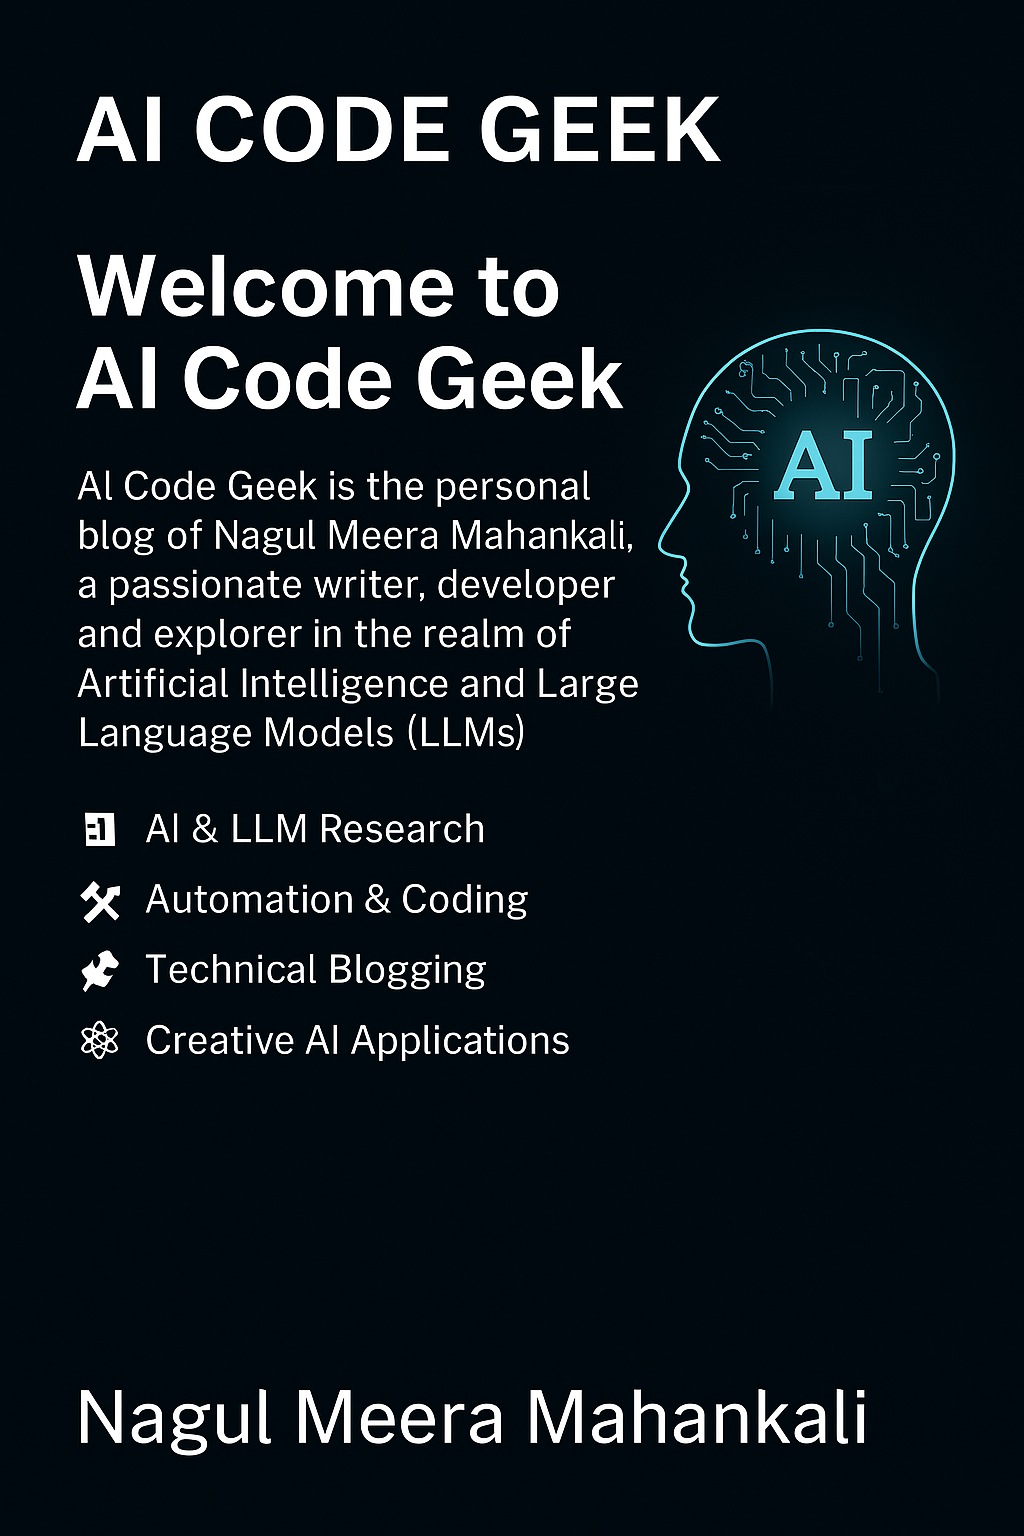 AI CODE GEEK
Welcome to
AI Code Geek
AI Code Geek is the personal
blog of Nagul Meera Mahankali,
a passionate writer, developer
and explorer in the realm of
Artificial Intelligence and Large
Language Models (LLMs)
AI
AI & LLM Research
Automation & Coding
Technical Blogging
Creative AI Applications
Nagul Meera Mahankali